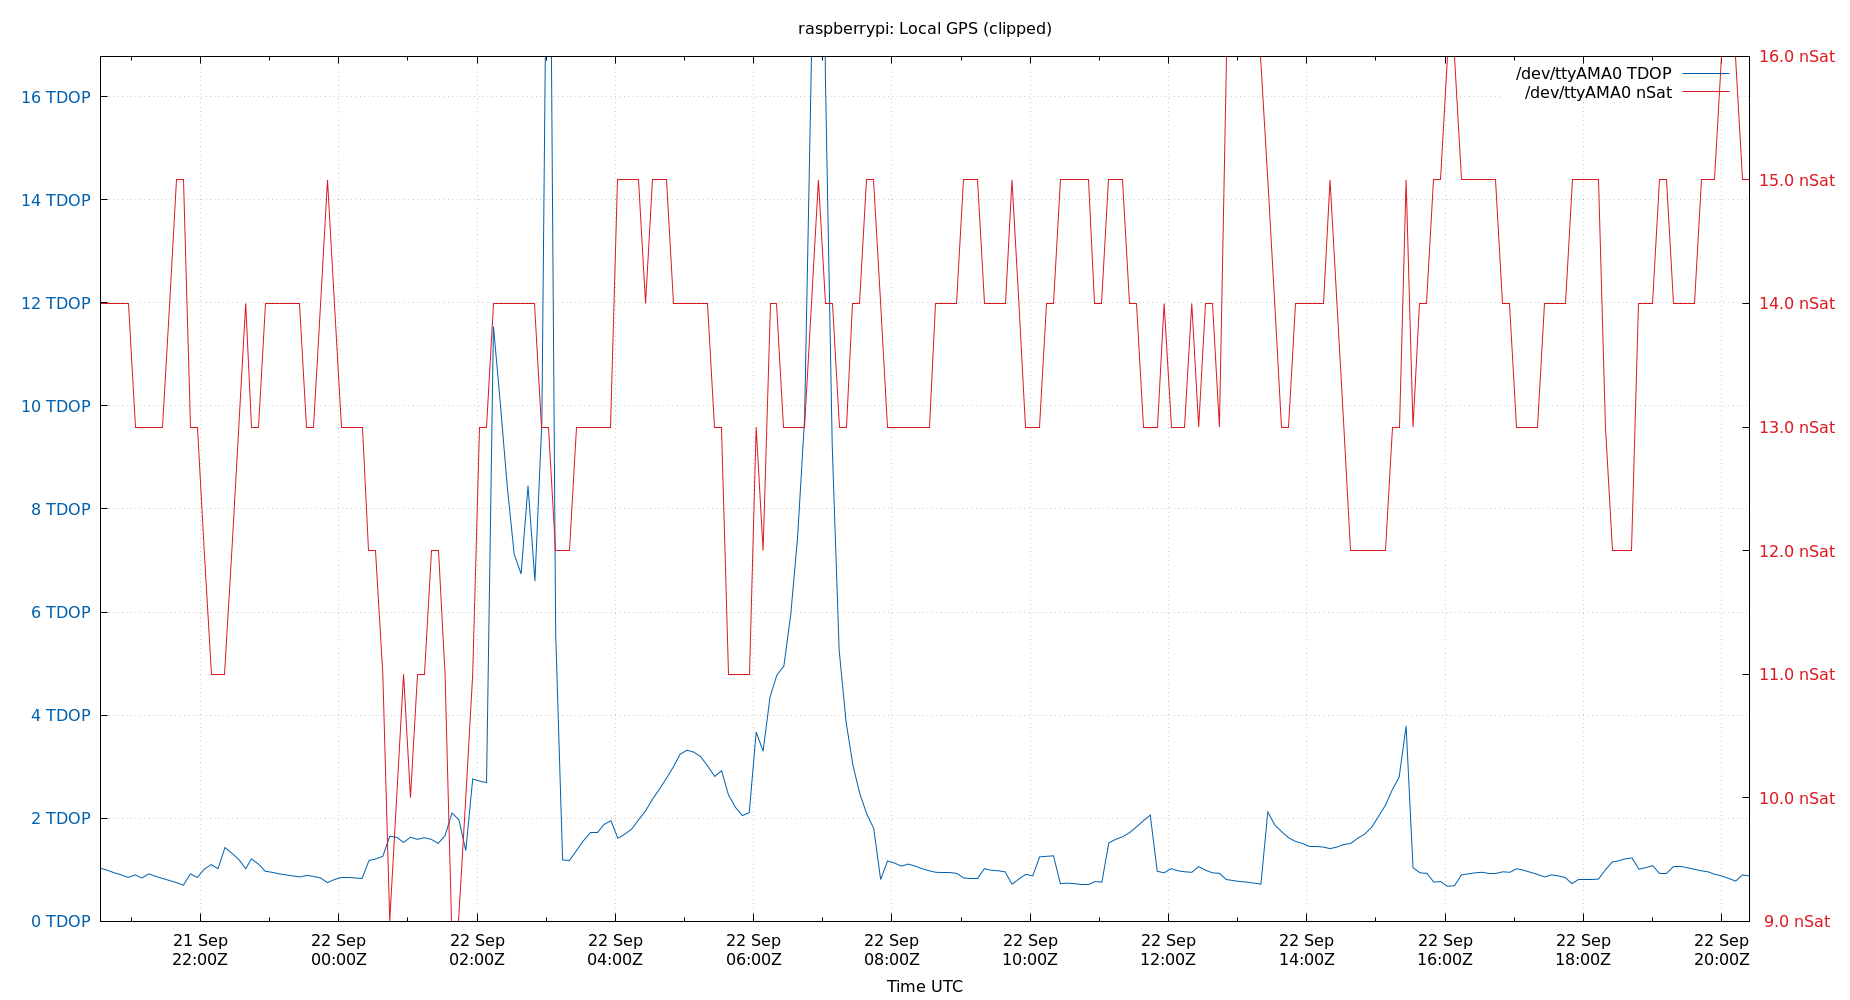 raspberrypi: Local GPS (clipped)
/dev/ttyAMA0 TDOP
/dev/ttyAMA0 nSat
16 TDOP
14 TDOP
12 TDOP
10 TDOP
8 TDOP
6 TDOP
4 TDOP
2 TDOP
0 TDOP
16.0 nSat
15.0 nSat
14.0 nSat
13.0 nSat
12.0 nSat
11.0 nSat
10.0 nSat
9.0 nSat
21 Sep
22:00Z
22 Sep
00:00Z
22 Sep
02:00Z
22 Sep
04:00Z
22 Sep
06:00Z
22 Sep
08:00Z
22 Sep
10:00Z
22 Sep
12:00Z
22 Sep
14:00Z
22 Sep
16:00Z
22 Sep
18:00Z
22 Sep
20:00Z
Time UTC